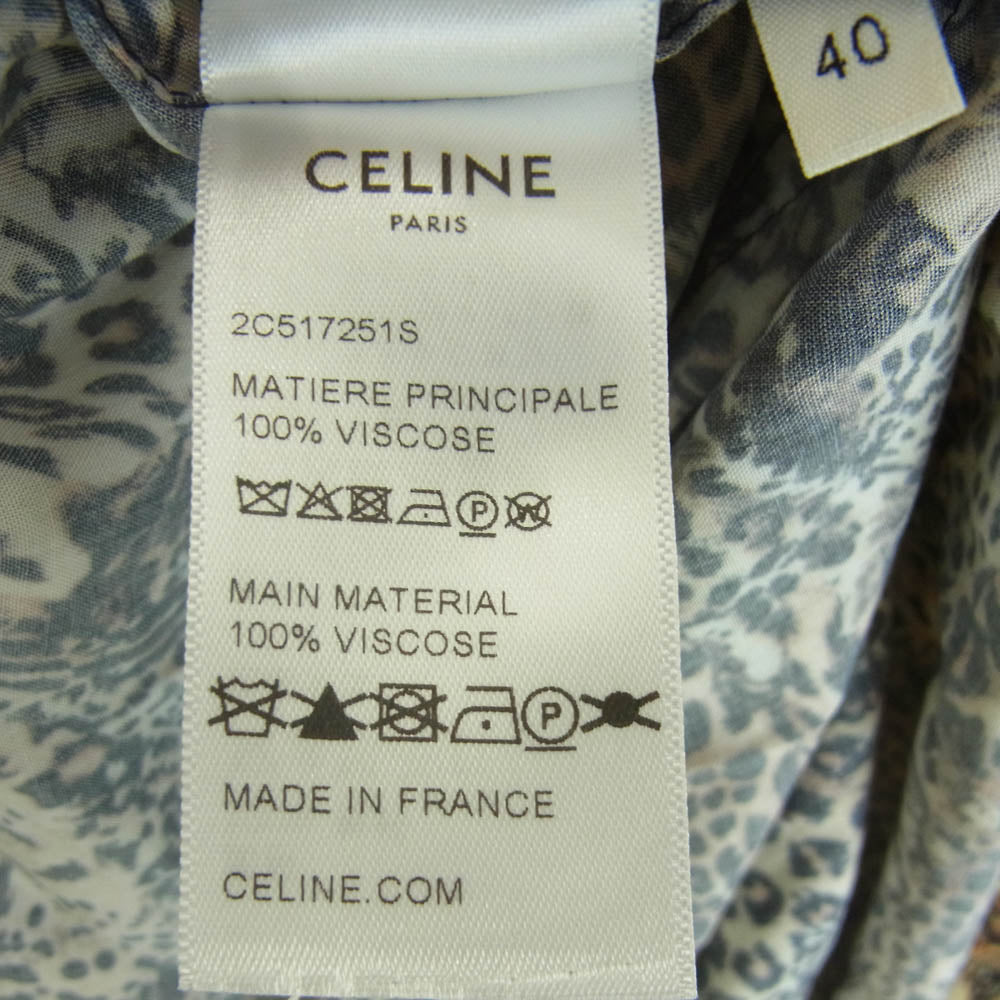 40
CELINE
PARIS
2C517251S
MATIERE PRINCIPALE
100% VISCOSE
P W
MAIN MATERIAL
100% VISCOSE
P
MADE IN FRANCE
CELINE.COM